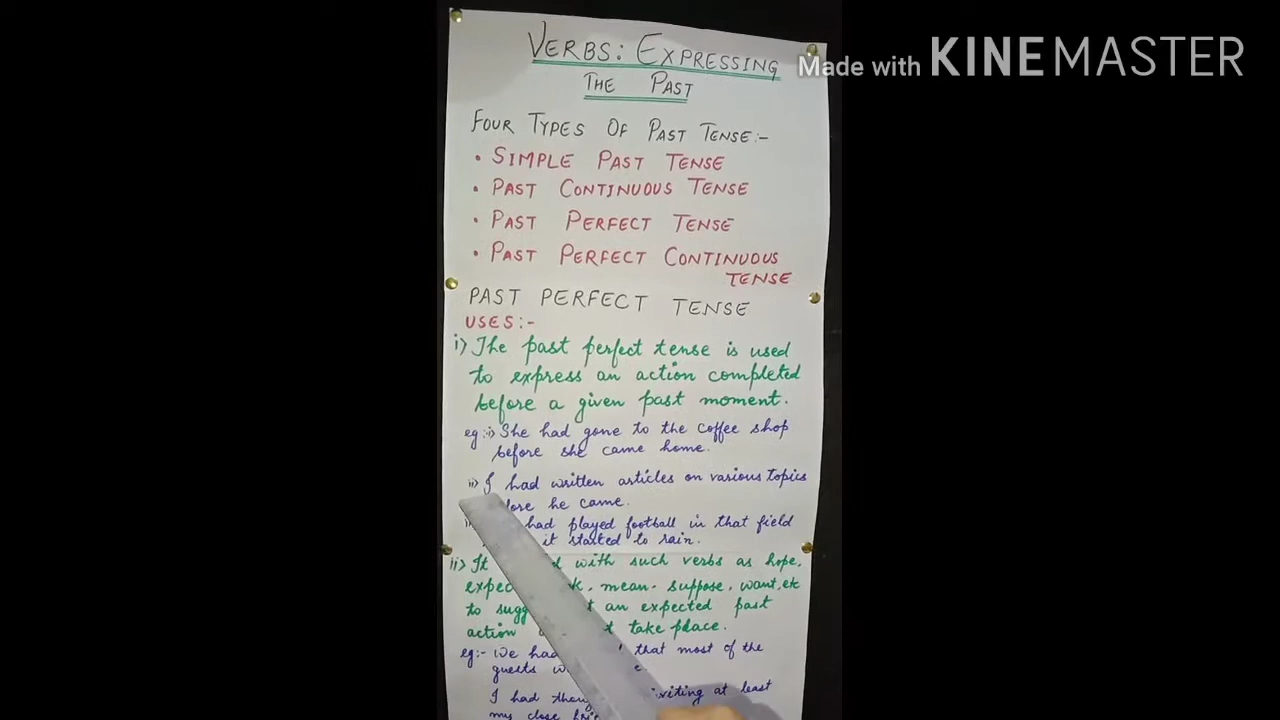 VERBS: EXPRESSING
THE PAST
Made with KINEMASTER
FOUR TYPES OF PAST TENSE:-
• SIMPLE PAST TENSE
• PAST CONTINUOUS TENSE
• PAST PERFECT TENSE
• PAST PERFECT CONTINUOUS
TENSE
PAST PERFECT TENSE
USES:-
i) The past perfect tense is used
to express an action completed
before a given past moment.
eg:i) She had gone to the coffee shop
before she came home.
ii) I had written articles on various topics
he came.
had played football in that field
it started to rain.
ii) It with such verbs as hope,
mean, suppose, want, etc
to an expected past
action take place.
eg:- We had that most of the
guests
I had at least
my close